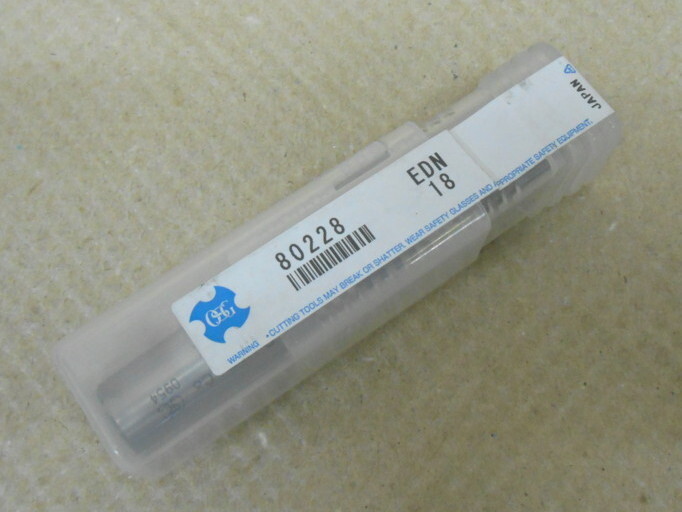 EDN
18
80228
OSG
JAPAN
WARNING •CUTTING TOOLS MAY BREAK OR SHATTER. WEAR SAFETY GLASSES AND APPROPRIATE SAFETY EQUIPMENT.
0954